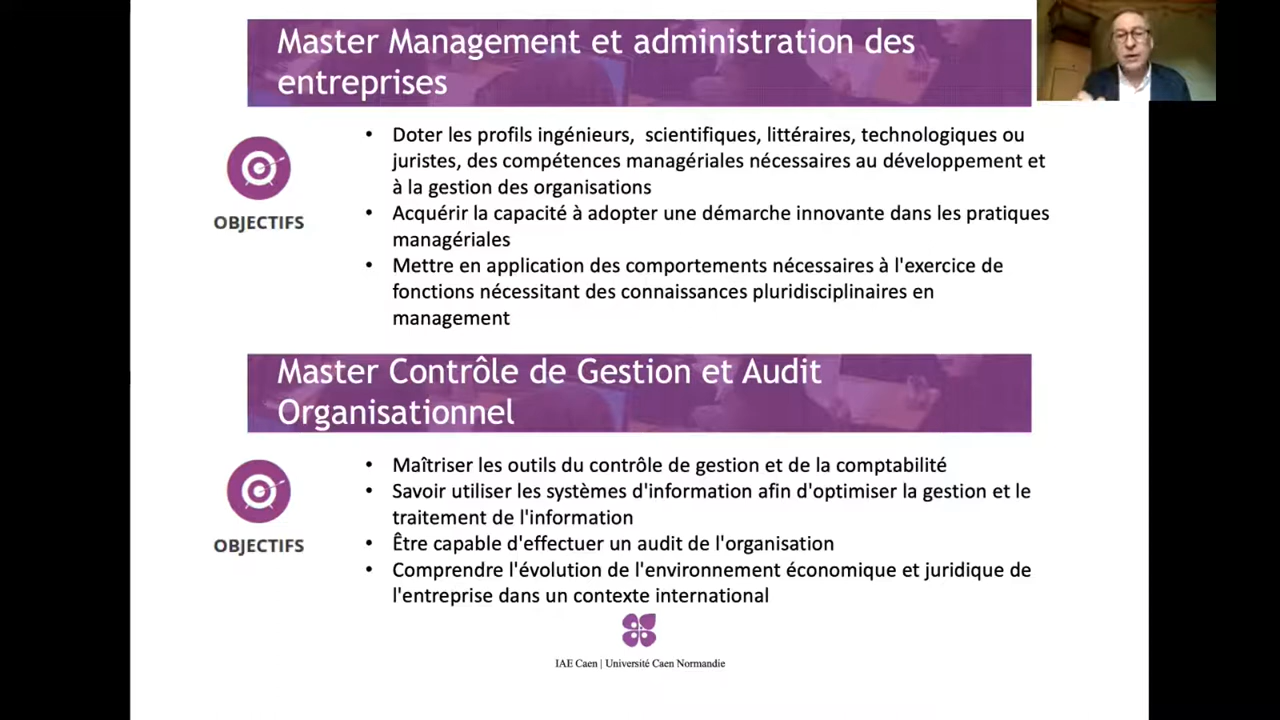 Master Management et administration des
entreprises
OBJECTIFS
• Doter les profils ingénieurs, scientifiques, littéraires, technologiques ou
juristes, des compétences managériales nécessaires au développement et
à la gestion des organisations
• Acquérir la capacité à adopter une démarche innovante dans les pratiques
managériales
• Mettre en application des comportements nécessaires à l'exercice de
fonctions nécessitant des connaissances pluridisciplinaires en
management
Master Contrôle de Gestion et Audit
Organisationnel
OBJECTIFS
• Maîtriser les outils du contrôle de gestion et de la comptabilité
• Savoir utiliser les systèmes d'information afin d'optimiser la gestion et le
traitement de l'information
• Être capable d'effectuer un audit de l'organisation
• Comprendre l'évolution de l'environnement économique et juridique de
l'entreprise dans un contexte international
IAE Caen | Université Caen Normandie